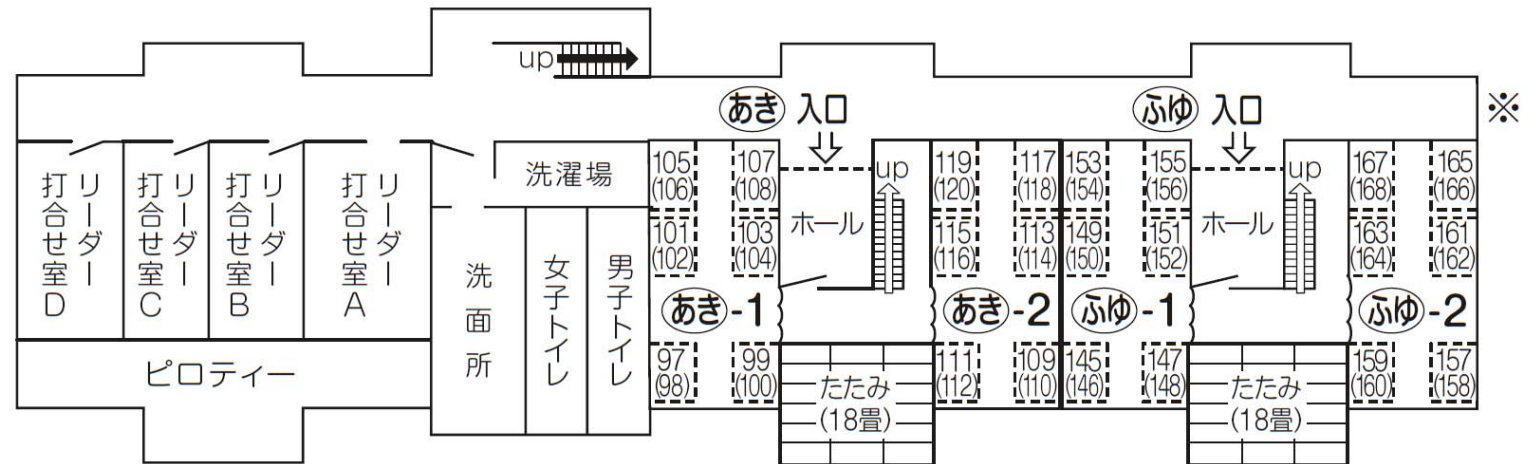 up
あき 入口
ふゆ 入口
※
リーダー
打合せ室D
リーダー
打合せ室C
リーダー
打合せ室B
リーダー
打合せ室A
ピロティー
洗濯場
洗面所
女子トイレ
男子トイレ
105 107
(106) (108)
101 103
(102) (104)
あき-1
97 99
(98) (100)
ホール
up
たたみ
(18畳)
119 117
(120) (118)
115 113
(116) (114)
あき-2
111 109
(112) (110)
153 155
(154) (156)
149 151
(150) (152)
ふゆ-1
145 147
(146) (148)
ホール
up
たたみ
(18畳)
167 165
(168) (166)
163 161
(164) (162)
ふゆ-2
159 157
(160) (158)